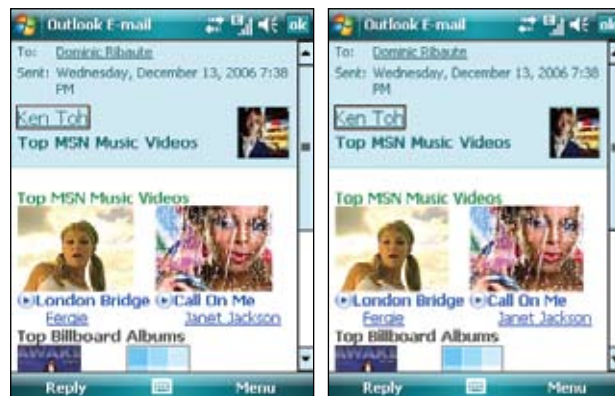 Outlook E-mail ok
To: Dominic Ribaute
Sent: Wednesday, December 13, 2006 7:38
PM
Ken Toh
Top MSN Music Videos
Top MSN Music Videos
London Bridge Call On Me
Fergie Janet Jackson
Top Billboard Albums
AWAKE
Reply Menu
Outlook E-mail ok
To: Dominic Ribaute
Sent: Wednesday, December 13, 2006 7:38
PM
Ken Toh
Top MSN Music Videos
Top MSN Music Videos
London Bridge Call On Me
Fergie Janet Jackson
Top Billboard Albums
AWAKE
Reply Menu